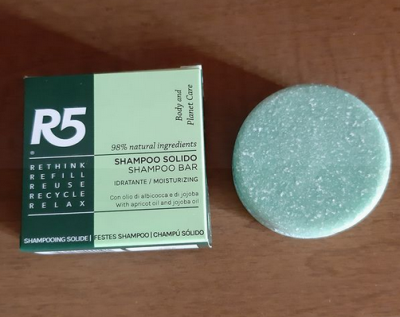 R5
RETHINK
REFILL
REUSE
RECYCLE
RELAX
Body and
Planet Care
98% natural ingredients
SHAMPOO SOLIDO
SHAMPOO BAR
IDRATANTE / MOISTURIZING
Con olio di albicocca e di jojoba
With apricot oil and jojoba oil
SHAMPOOING SOLIDE | FESTES SHAMPOO | CHAMPÚ SÓLIDO